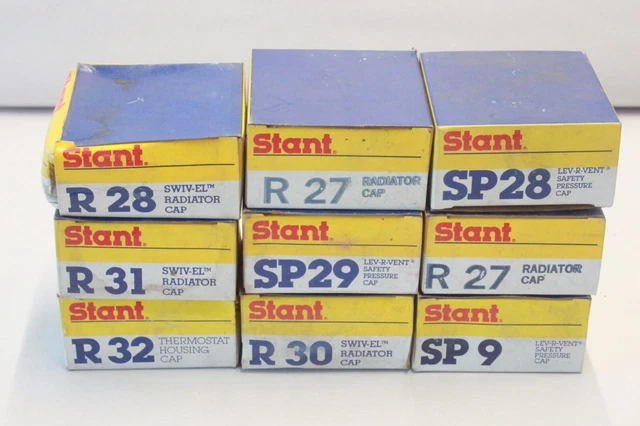 Stant.
R 28 SWIV-EL™
RADIATOR
CAP
Stant.
R 27 RADIATOR
CAP
Stant.
SP28 LEV-R-VENT®
SAFETY
PRESSURE
CAP
Stant.
R 31 SWIV-EL™
RADIATOR
CAP
Stant.
SP29 LEV-R-VENT®
SAFETY
PRESSURE
CAP
Stant.
R 27 RADIATOR
CAP
Stant.
R 32 THERMOSTAT
HOUSING
CAP
Stant.
R 30 SWIV-EL™
RADIATOR
CAP
Stant.
SP 9 LEV-R-VENT®
SAFETY
PRESSURE
CAP